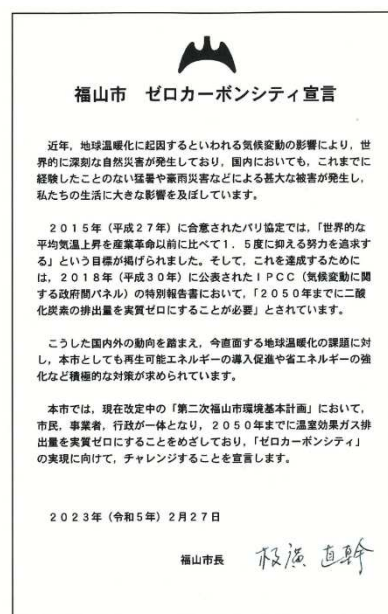 福山市　ゼロカーボンシティ宣言
近年，地球温暖化に起因するといわれる気候変動の影響により，世
界的に深刻な自然災害が発生しており，国内においても，これまでに
経験したことのない猛暑や豪雨災害などによる甚大な被害が発生し，
私たちの生活に大きな影響を及ぼしています。
２０１５年（平成２７年）に合意されたパリ協定では，「世界的な
平均気温上昇を産業革命以前に比べて１．５度に抑える努力を追求す
る」という目標が掲げられました。そして，これを達成するために
は，２０１８年（平成３０年）に公表されたＩＰＣＣ（気候変動に関
する政府間パネル）の特別報告書において，「２０５０年までに二酸
化炭素の排出量を実質ゼロにすることが必要」とされています。
こうした国内外の動向を踏まえ，今直面する地球温暖化の課題に対
し，本市としても再生可能エネルギーの導入促進や省エネルギーの強
化など積極的な対策が求められています。
本市では，現在改定中の「第二次福山市環境基本計画」において，
市民，事業者，行政が一体となり，２０５０年までに温室効果ガス排
出量を実質ゼロにすることをめざしており，「ゼロカーボンシティ」
の実現に向けて，チャレンジすることを宣言します。
２０２３年（令和５年）２月２７日
福山市長　枝廣 直幹